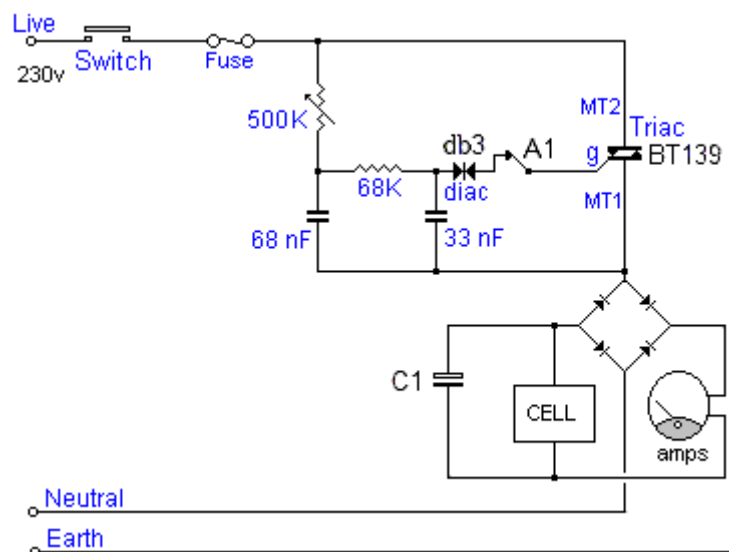 Live
230v
Switch
Fuse
500K
68K
68 nF
33 nF
db3
diac
A1
MT2
Triac
g
BT139
MT1
C1
CELL
amps
Neutral
Earth